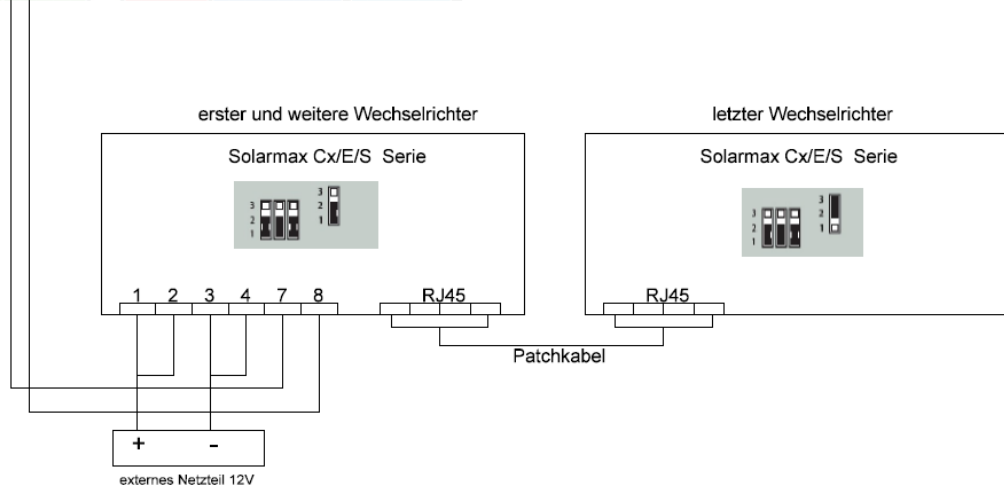 erster und weitere Wechselrichter
letzter Wechselrichter
Solarmax Cx/E/S Serie
Solarmax Cx/E/S Serie
3
2
1
3
2
1
3
2
1
3
2
1
1 2 3 4 7 8
RJ45
RJ45
Patchkabel
+ -
externes Netzteil 12V